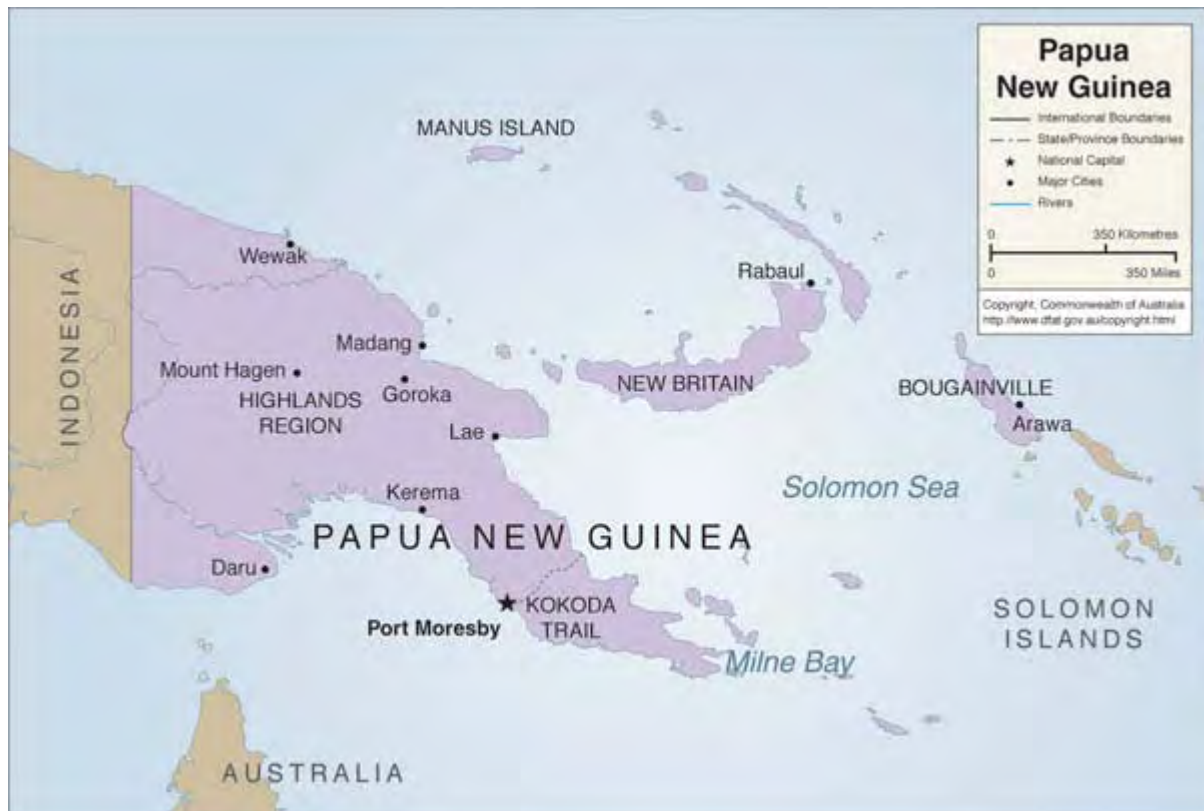 Papua
New Guinea
International Boundaries
State/Province Boundaries
National Capital
Major Cities
Rivers
0 350 Kilometres
0 350 Miles
Copyright, Commonwealth of Australia
http://www.dfat.gov.au/copyright.html
MANUS ISLAND
Wewak
Rabaul
INDONESIA
Madang
Mount Hagen
HIGHLANDS
REGION
Goroka
NEW BRITAIN
BOUGAINVILLE
Arawa
Lae
Solomon Sea
Kerema
PAPUA NEW GUINEA
Daru
Port Moresby
KOKODA
TRAIL
SOLOMON
ISLANDS
Milne Bay
AUSTRALIA